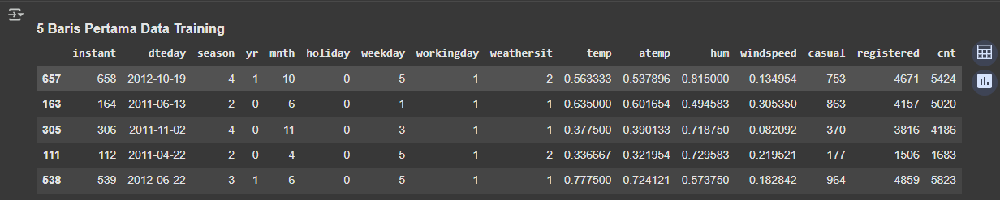 5 Baris Pertama Data Training
instant dteday season yr mnth holiday weekday workingday weathersit temp atemp hum windspeed casual registered cnt
657 658 2012-10-19 4 1 10 0 5 1 2 0.563333 0.537896 0.815000 0.134954 753 4671 5424
163 164 2011-06-13 2 0 6 0 1 1 1 0.635000 0.601654 0.494583 0.305350 863 4157 5020
305 306 2011-11-02 4 0 11 0 3 1 1 0.377500 0.390133 0.718750 0.082092 370 3816 4186
111 112 2011-04-22 2 0 4 0 5 1 2 0.336667 0.321954 0.729583 0.219521 177 1506 1683
538 539 2012-06-22 3 1 6 0 5 1 1 0.777500 0.724121 0.573750 0.182842 964 4859 5823